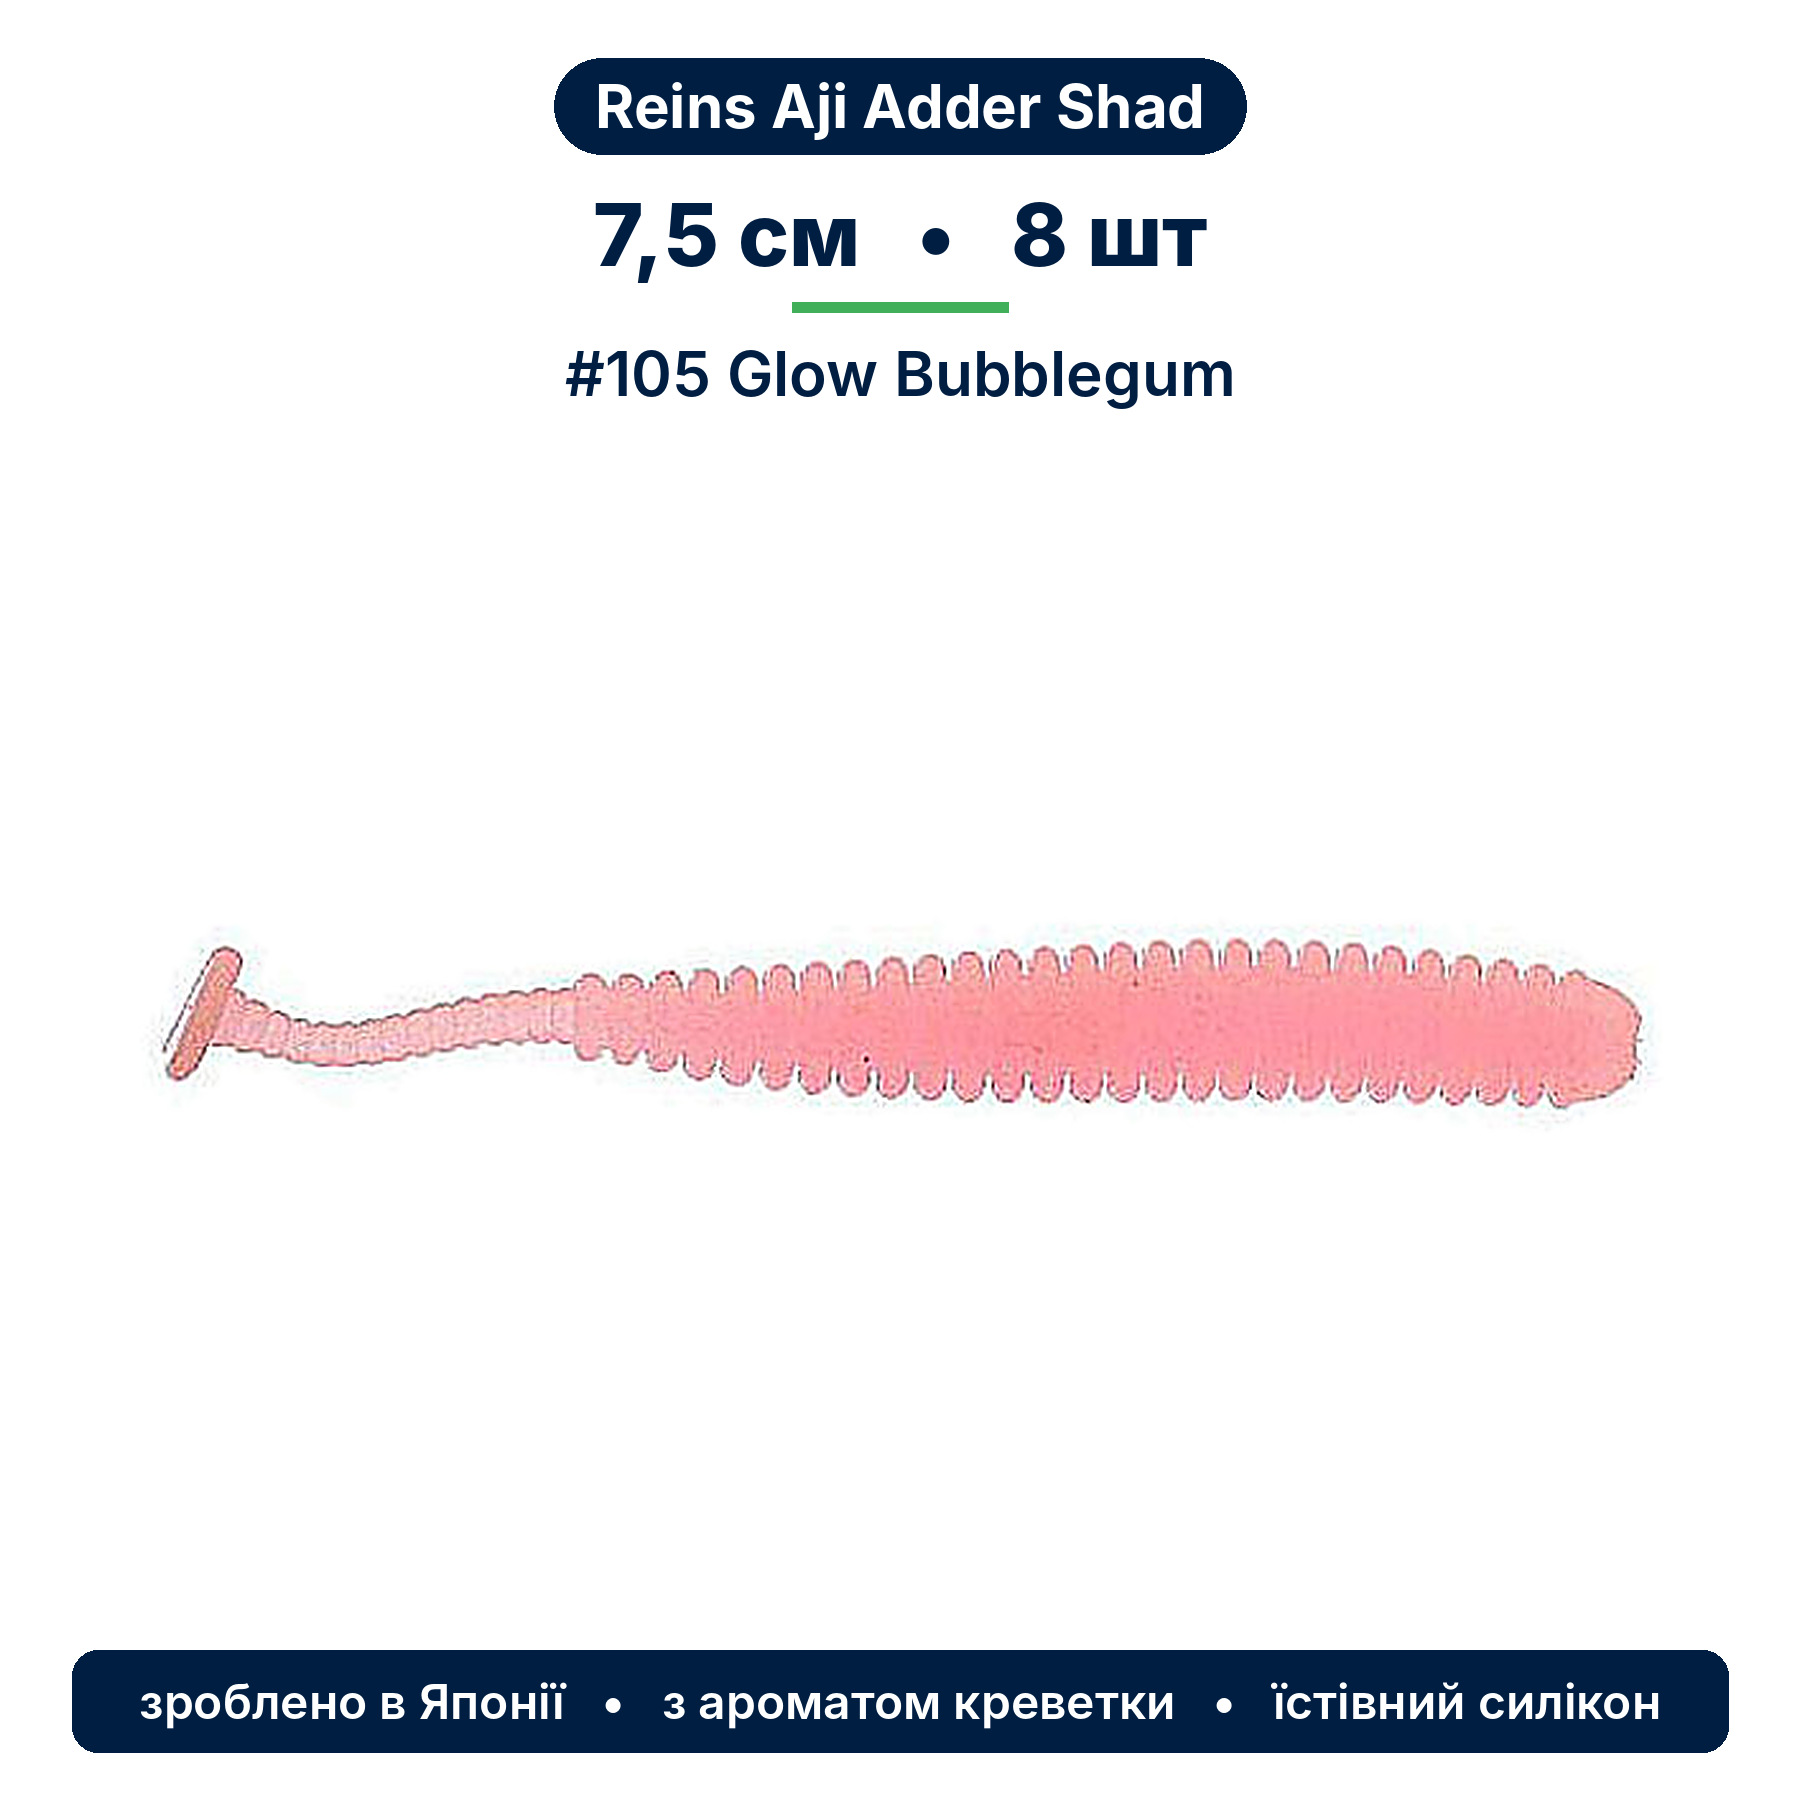 Reins Aji Adder Shad
7,5 см • 8 шт
#105 Glow Bubblegum
зроблено в Японії • з ароматом креветки • їстівний силікон